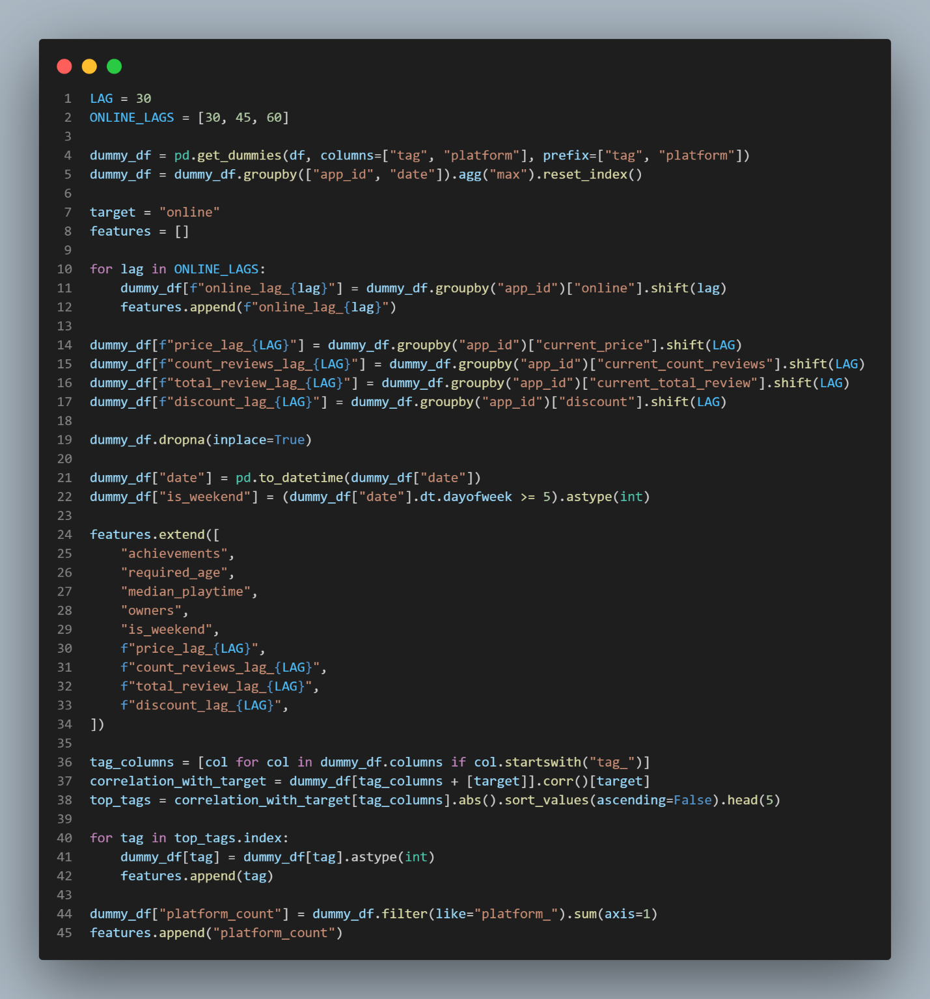 1 LAG = 30
2 ONLINE_LAGS = [30, 45, 60]
3
4 dummy_df = pd.get_dummies(df, columns=["tag", "platform"], prefix=["tag", "platform"])
5 dummy_df = dummy_df.groupby(["app_id", "date"]).agg("max").reset_index()
6
7 target = "online"
8 features = []
9
10 for lag in ONLINE_LAGS:
11     dummy_df[f"online_lag_{lag}"] = dummy_df.groupby("app_id")["online"].shift(lag)
12     features.append(f"online_lag_{lag}")
13
14 dummy_df[f"price_lag_{LAG}"] = dummy_df.groupby("app_id")["current_price"].shift(LAG)
15 dummy_df[f"count_reviews_lag_{LAG}"] = dummy_df.groupby("app_id")["current_count_reviews"].shift(LAG)
16 dummy_df[f"total_review_lag_{LAG}"] = dummy_df.groupby("app_id")["current_total_review"].shift(LAG)
17 dummy_df[f"discount_lag_{LAG}"] = dummy_df.groupby("app_id")["discount"].shift(LAG)
18
19 dummy_df.dropna(inplace=True)
20
21 dummy_df["date"] = pd.to_datetime(dummy_df["date"])
22 dummy_df["is_weekend"] = (dummy_df["date"].dt.dayofweek >= 5).astype(int)
23
24 features.extend([
25     "achievements",
26     "required_age",
27     "median_playtime",
28     "owners",
29     "is_weekend",
30     f"price_lag_{LAG}",
31     f"count_reviews_lag_{LAG}",
32     f"total_review_lag_{LAG}",
33     f"discount_lag_{LAG}",
34 ])
35
36 tag_columns = [col for col in dummy_df.columns if col.startswith("tag_")]
37 correlation_with_target = dummy_df[tag_columns + [target]].corr()[target]
38 top_tags = correlation_with_target[tag_columns].abs().sort_values(ascending=False).head(5)
39
40 for tag in top_tags.index:
41     dummy_df[tag] = dummy_df[tag].astype(int)
42     features.append(tag)
43
44 dummy_df["platform_count"] = dummy_df.filter(like="platform_").sum(axis=1)
45 features.append("platform_count")